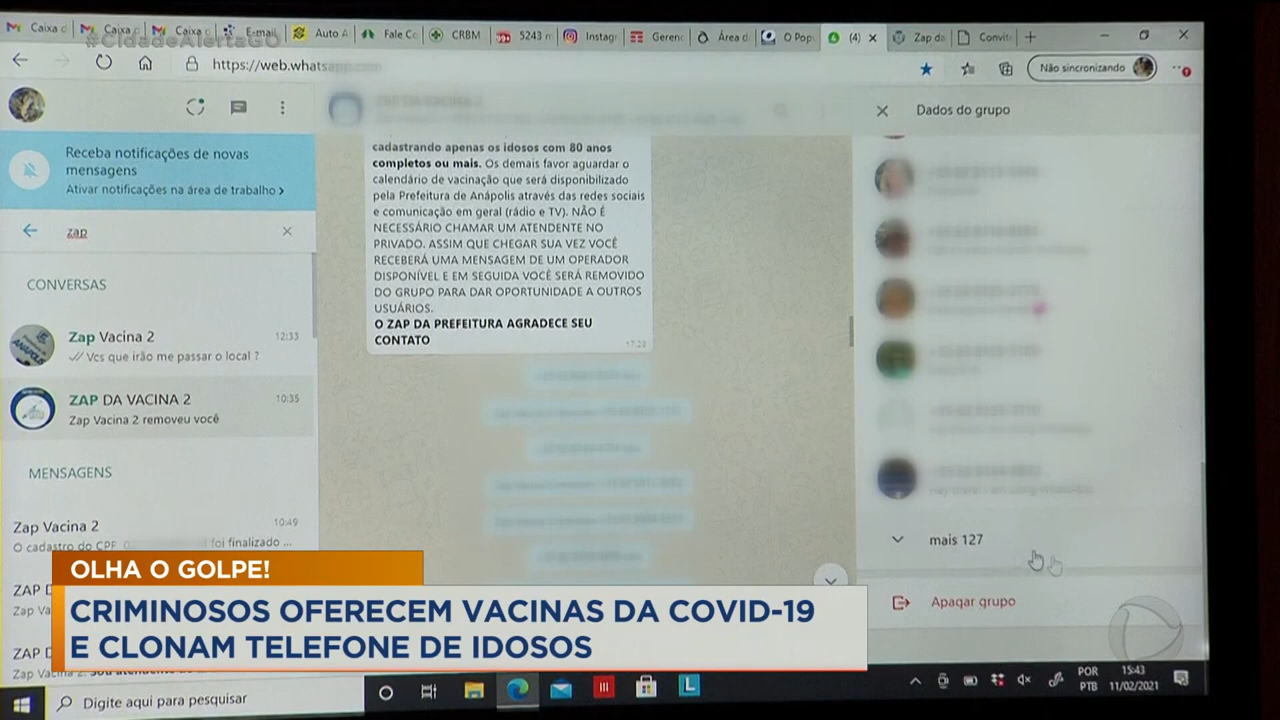 Caixa d
Caixa d
Caixa d
E-mail
Auto A
Fale Co
CRBM
5243 m
Instagr
Gerenc
Área d
O Popu
(4)
Zap da
Convit
#CidadeAlertaGO
https://web.whatsapp.com
Não sincronizando
Dados do grupo
Receba notificações de novas
mensagens
Ativar notificações na área de trabalho
zap
CONVERSAS
Zap Vacina 2
12:33
Vcs que irão me passar o local ?
ZAP DA VACINA 2
10:35
Zap Vacina 2 removeu você
MENSAGENS
Zap Vacina 2
10:49
O cadastro do CPF
foi finalizado ...
cadastrando apenas os idosos com 80 anos
completos ou mais. Os demais favor aguardar o
calendário de vacinação que será disponibilizado
pela Prefeitura de Anápolis através das redes sociais
e comunicação em geral (rádio e TV). NÃO É
NECESSÁRIO CHAMAR UM ATENDENTE NO
PRIVADO. ASSIM QUE CHEGAR SUA VEZ VOCÊ
RECEBERÁ UMA MENSAGEM DE UM OPERADOR
DISPONÍVEL E EM SEGUIDA VOCÊ SERÁ REMOVIDO
DO GRUPO PARA DAR OPORTUNIDADE A OUTROS
USUÁRIOS.
O ZAP DA PREFEITURA AGRADECE SEU
CONTATO
17:20
mais 127
Apagar grupo
OLHA O GOLPE!
CRIMINOSOS OFERECEM VACINAS DA COVID-19
E CLONAM TELEFONE DE IDOSOS
Digite aqui para pesquisar
POR
PTB
15:43
11/02/2021